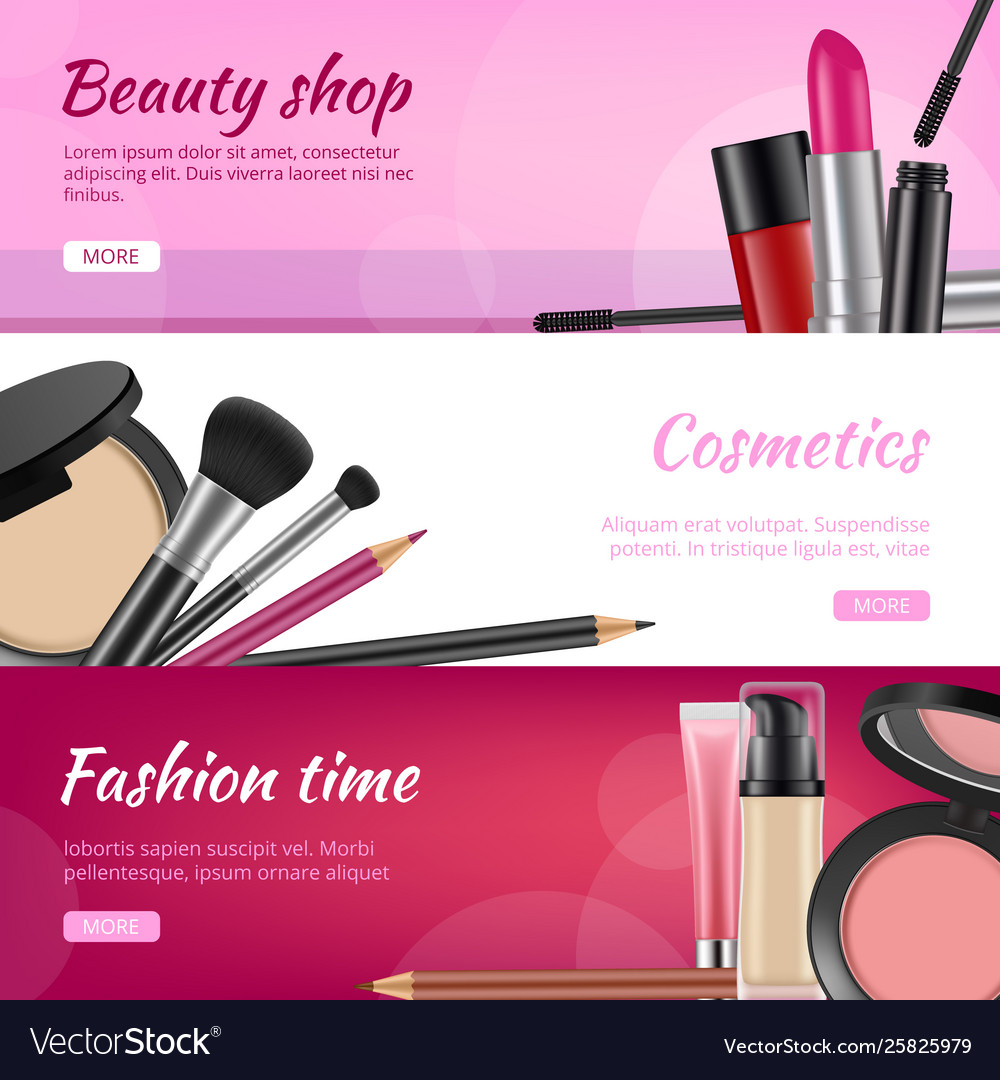 Beauty shop
Lorem ipsum dolor sit amet, consectetur
adipiscing elit. Duis viverra laoreet nisi nec
finibus.
MORE
Cosmetics
Aliquam erat volutpat. Suspendisse
potenti. In tristique ligula est, vitae
MORE
Fashion time
lobortis sapien suscipit vel. Morbi
pellentesque, ipsum ornare aliquet
MORE
VectorStock®
VectorStock.com/25825979